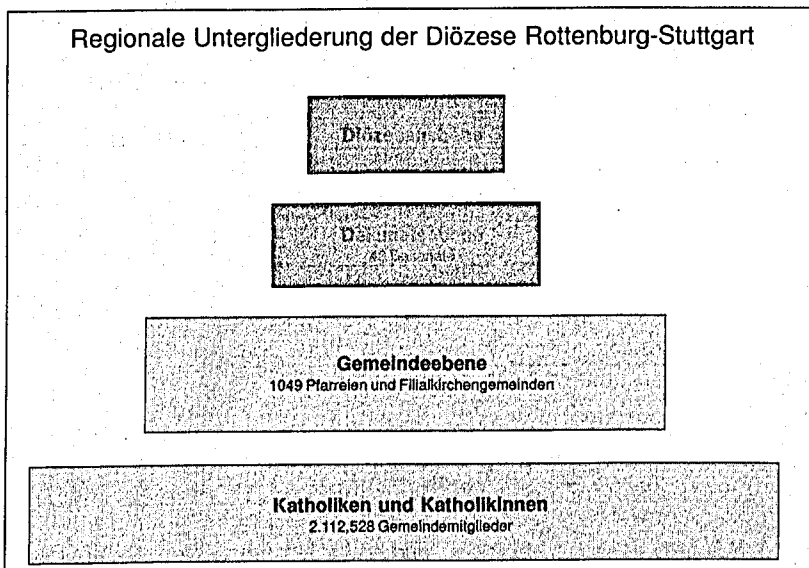 Regionale Untergliederung der Diözese Rottenburg-Stuttgart
Gemeindeebene
1049 Pfarreien und Filialkirchengemeinden
Katholiken und KatholikInnen
2.112,528 Gemeindemitglieder